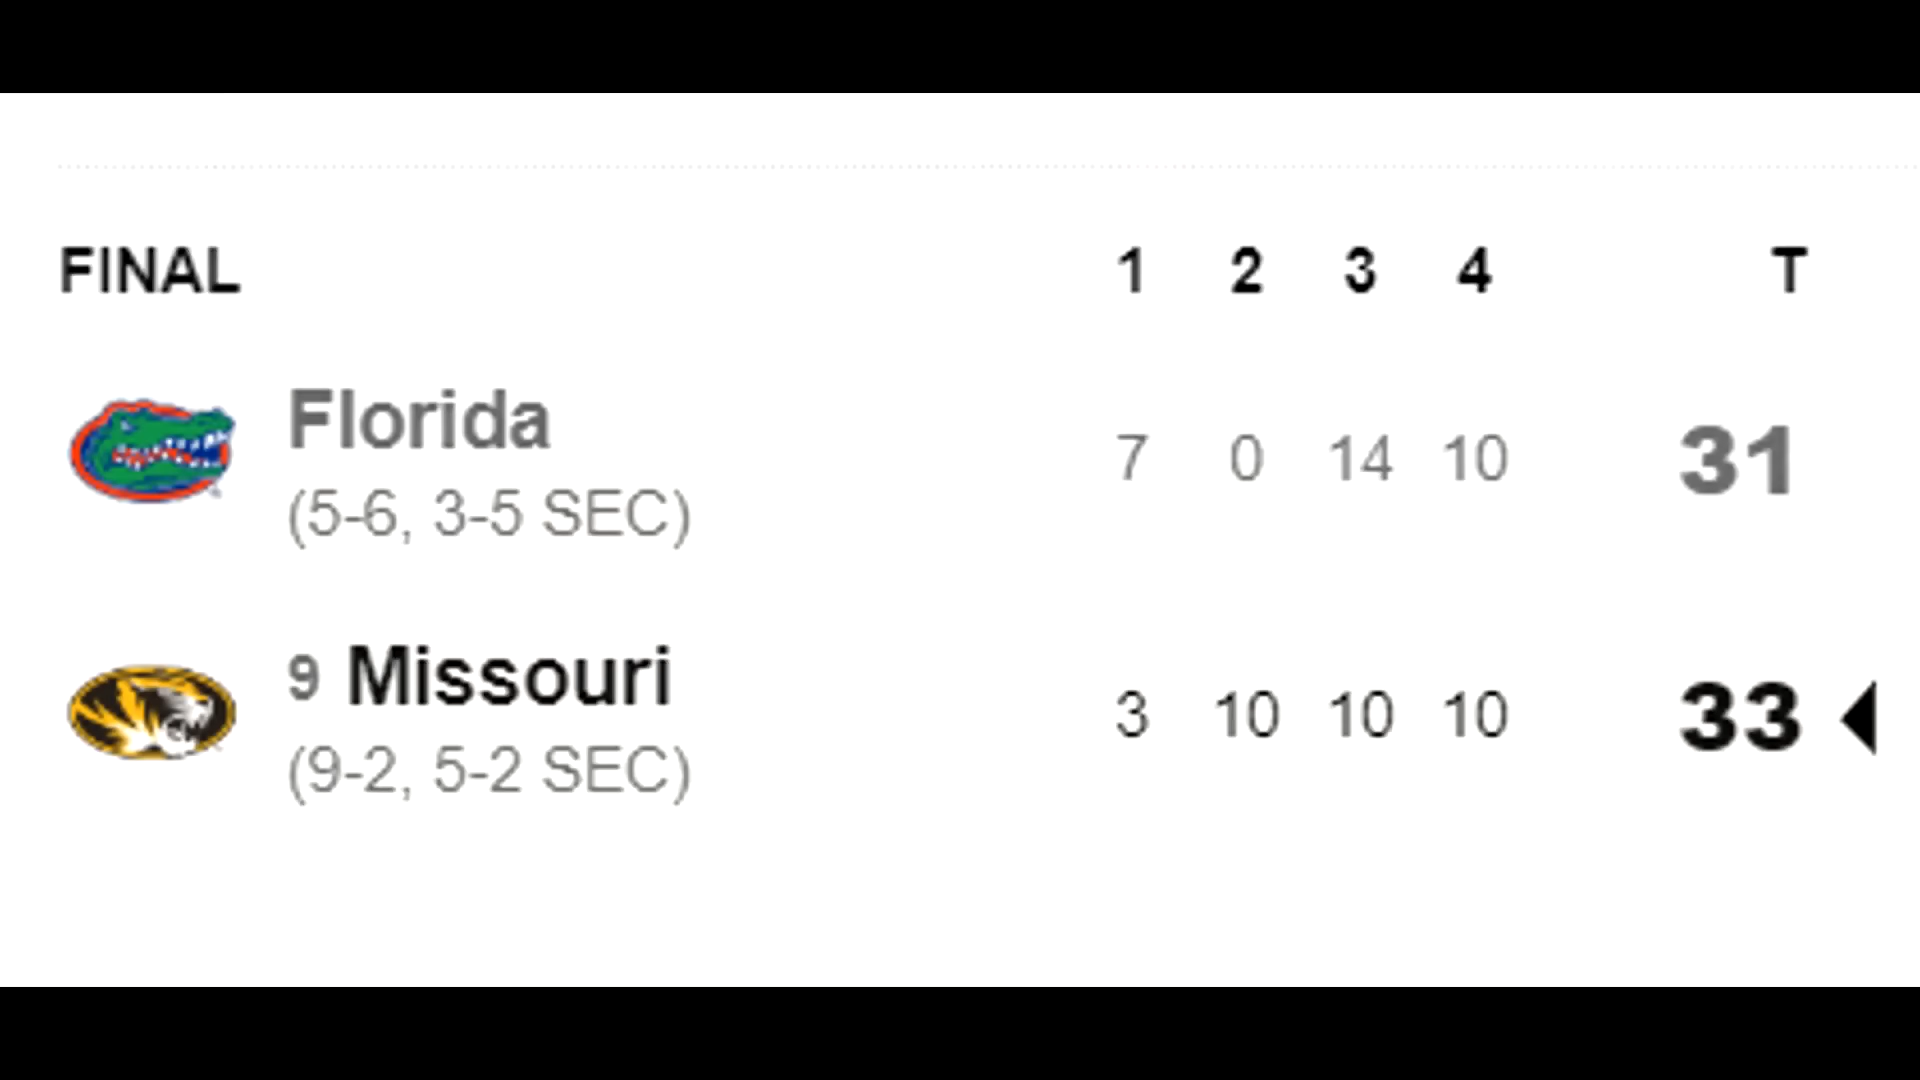 FINAL 1 2 3 4 T
Florida 7 0 14 10 31
(5-6, 3-5 SEC)
9 Missouri 3 10 10 10 33
(9-2, 5-2 SEC)